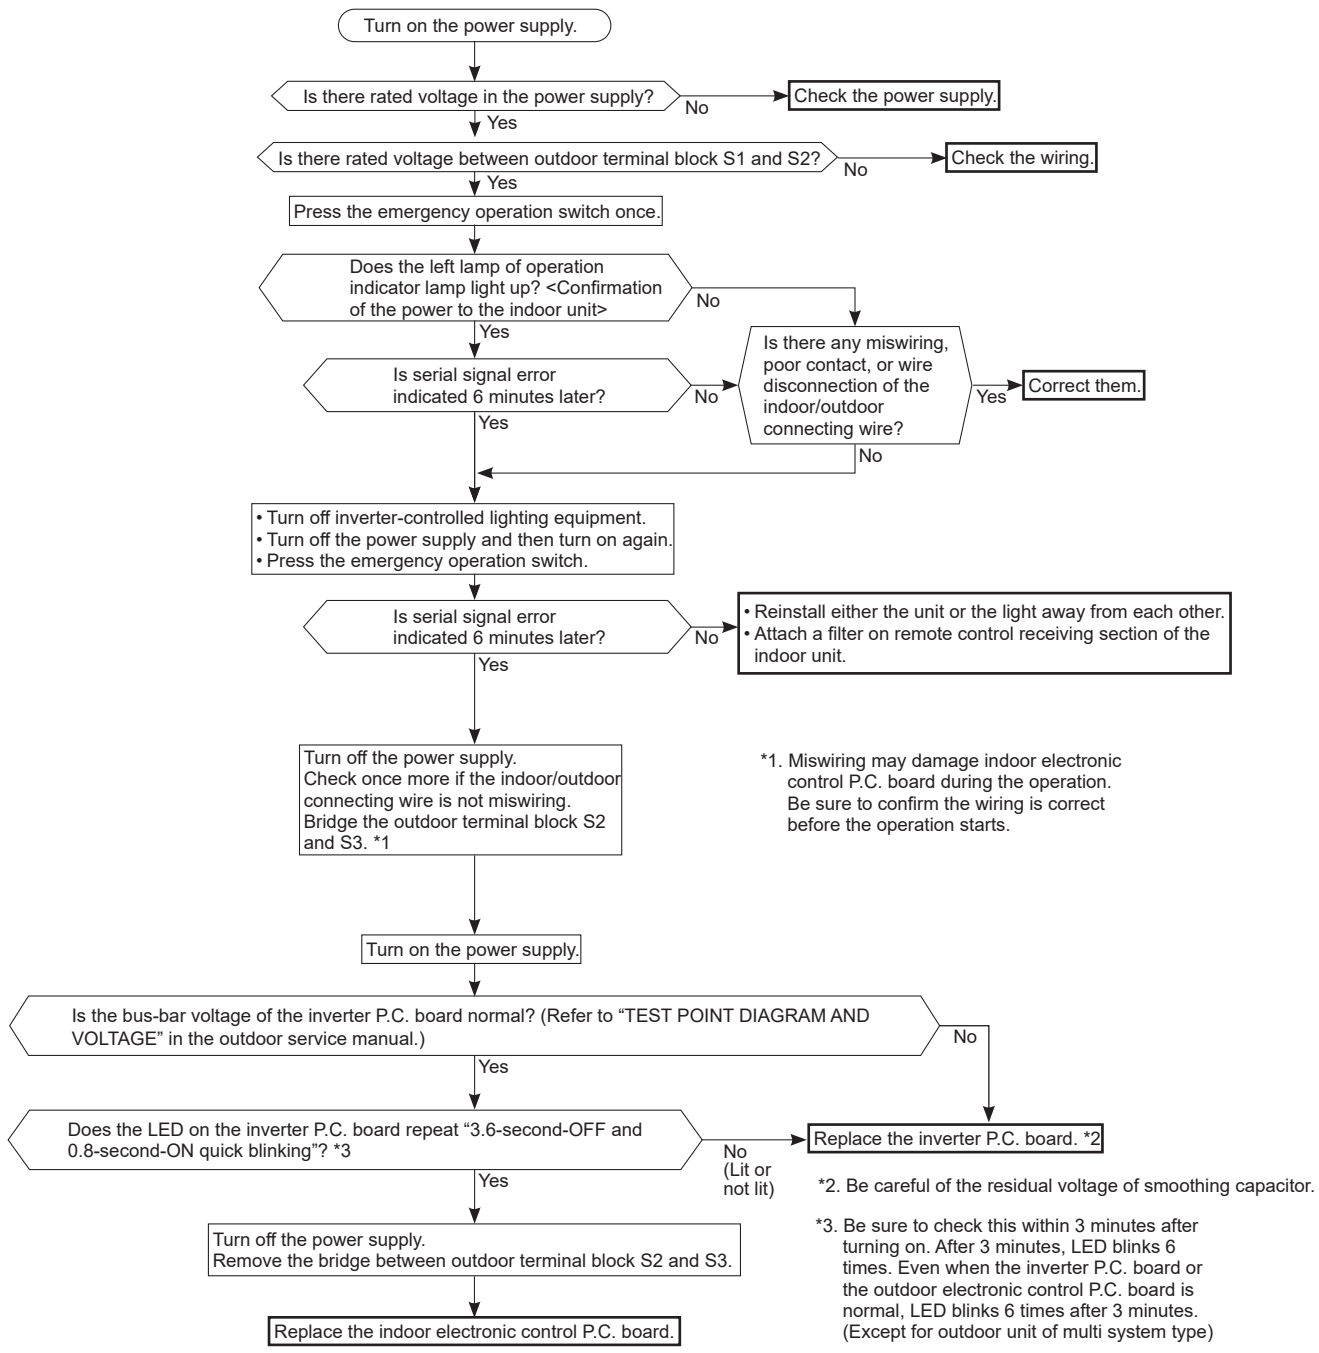 Turn on the power supply.
Is there rated voltage in the power supply?
No
Check the power supply.
Yes
Is there rated voltage between outdoor terminal block S1 and S2?
No
Check the wiring.
Yes
Press the emergency operation switch once.
Does the left lamp of operation
indicator lamp light up? <Confirmation
of the power to the indoor unit>
No
Yes
Is there any miswiring,
poor contact, or wire
disconnection of the
indoor/outdoor
connecting wire?
Yes
Correct them.
No
Is serial signal error
indicated 6 minutes later?
No
Yes
• Turn off inverter-controlled lighting equipment.
• Turn off the power supply and then turn on again.
• Press the emergency operation switch.
Is serial signal error
indicated 6 minutes later?
No
• Reinstall either the unit or the light away from each other.
• Attach a filter on remote control receiving section of the
indoor unit.
Yes
Turn off the power supply.
Check once more if the indoor/outdoor
connecting wire is not miswiring.
Bridge the outdoor terminal block S2
and S3. *1
*1. Miswiring may damage indoor electronic
control P.C. board during the operation.
Be sure to confirm the wiring is correct
before the operation starts.
Turn on the power supply.
Is the bus-bar voltage of the inverter P.C. board normal? (Refer to “TEST POINT DIAGRAM AND
VOLTAGE” in the outdoor service manual.)
No
Yes
Does the LED on the inverter P.C. board repeat “3.6-second-OFF and
0.8-second-ON quick blinking”? *3
No
(Lit or
not lit)
Replace the inverter P.C. board. *2
Yes
*2. Be careful of the residual voltage of smoothing capacitor.
*3. Be sure to check this within 3 minutes after
turning on. After 3 minutes, LED blinks 6
times. Even when the inverter P.C. board or
the outdoor electronic control P.C. board is
normal, LED blinks 6 times after 3 minutes.
(Except for outdoor unit of multi system type)
Turn off the power supply.
Remove the bridge between outdoor terminal block S2 and S3.
Replace the indoor electronic control P.C. board.